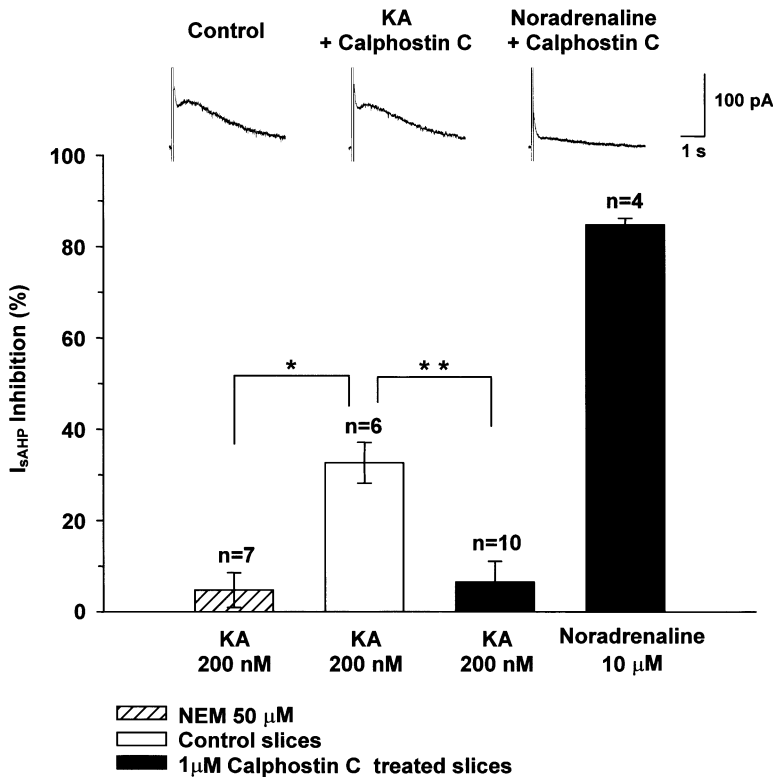 Control
KA
+ Calphostin C
Noradrenaline
+ Calphostin C
100 pA
1 s
100
80
60
40
20
0
IsAHP Inhibition (%)
n=7
*
n=6
* *
n=10
n=4
KA
200 nM
KA
200 nM
KA
200 nM
Noradrenaline
10 μM
NEM 50 μM
Control slices
1μM Calphostin C treated slices